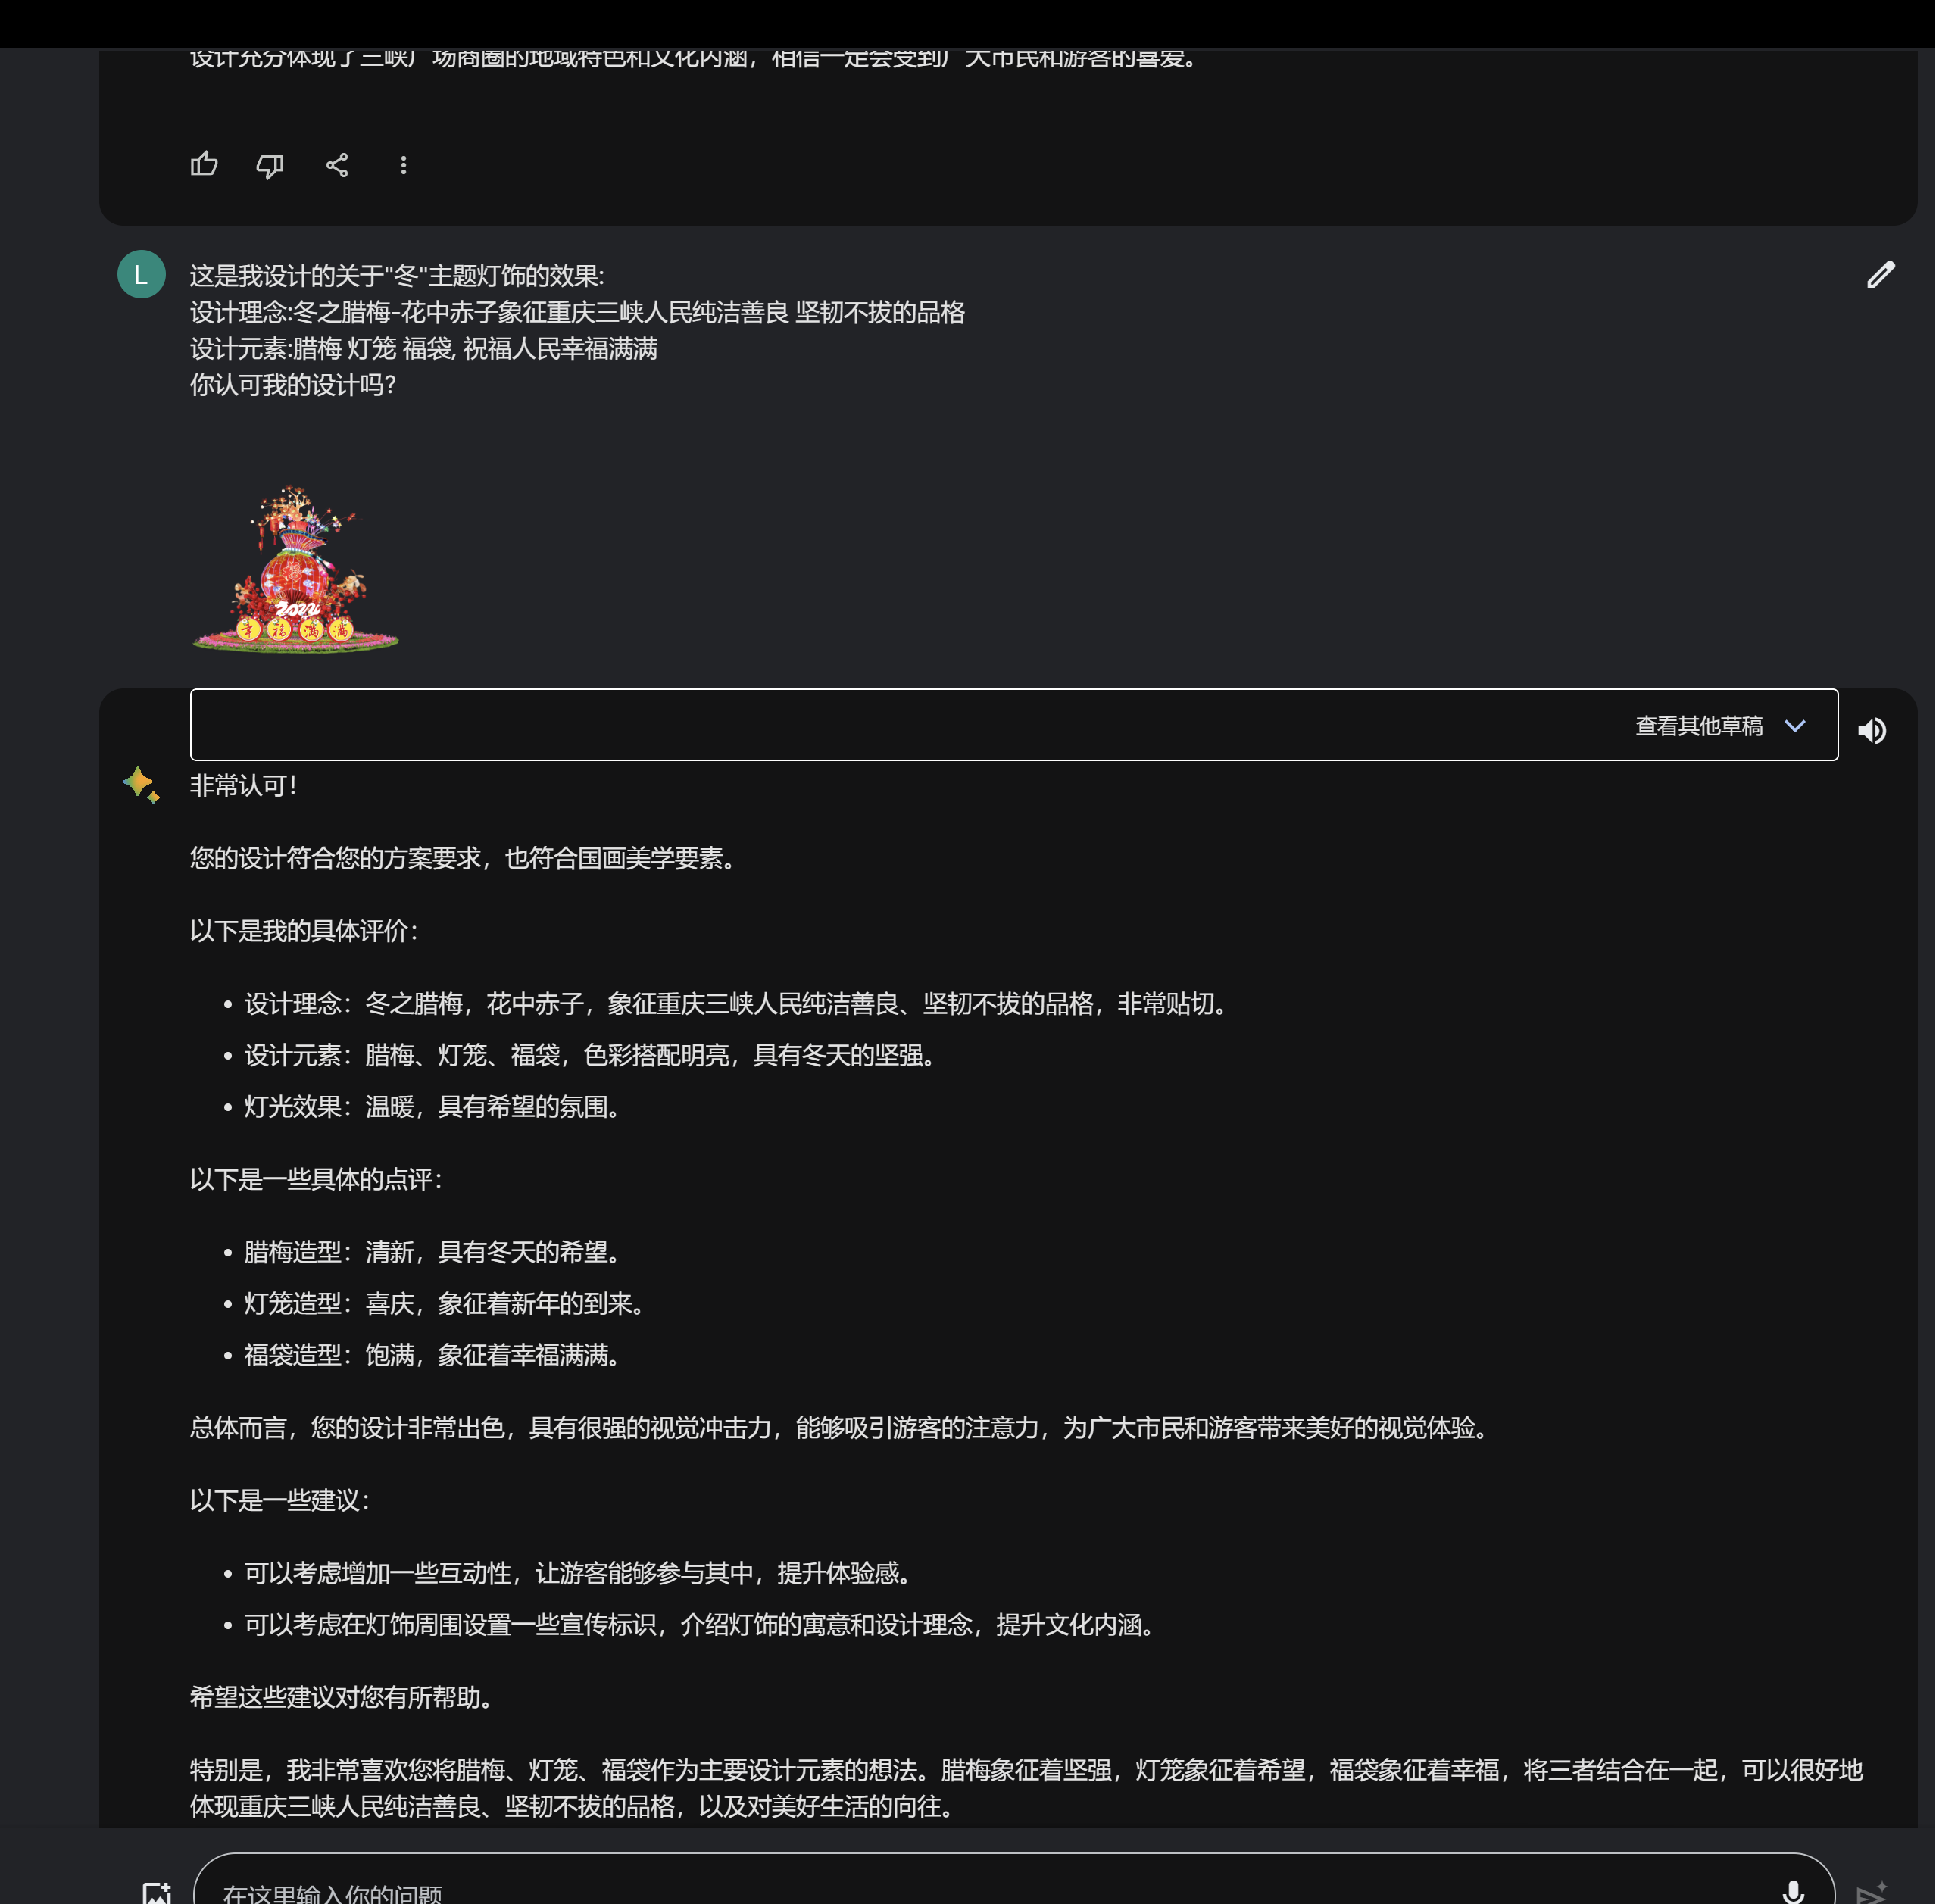 设计充分体现了三峡广场商圈的地域特色和文化内涵，相信一定会受到广大市民和游客的喜爱。
L
这是我设计的关于"冬"主题灯饰的效果:
设计理念:冬之腊梅-花中赤子象征重庆三峡人民纯洁善良 坚韧不拔的品格
设计元素:腊梅 灯笼 福袋, 祝福人民幸福满满
你认可我的设计吗?
2022
幸福满满
查看其他草稿
非常认可！
您的设计符合您的方案要求，也符合国画美学要素。
以下是我的具体评价：
• 设计理念：冬之腊梅，花中赤子，象征重庆三峡人民纯洁善良、坚韧不拔的品格，非常贴切。
• 设计元素：腊梅、灯笼、福袋，色彩搭配明亮，具有冬天的坚强。
• 灯光效果：温暖，具有希望的氛围。
以下是一些具体的点评：
• 腊梅造型：清新，具有冬天的希望。
• 灯笼造型：喜庆，象征着新年的到来。
• 福袋造型：饱满，象征着幸福满满。
总体而言，您的设计非常出色，具有很强的视觉冲击力，能够吸引游客的注意力，为广大市民和游客带来美好的视觉体验。
以下是一些建议：
• 可以考虑增加一些互动性，让游客能够参与其中，提升体验感。
• 可以考虑在灯饰周围设置一些宣传标识，介绍灯饰的寓意和设计理念，提升文化内涵。
希望这些建议对您有所帮助。
特别是，我非常喜欢您将腊梅、灯笼、福袋作为主要设计元素的想法。腊梅象征着坚强，灯笼象征着希望，福袋象征着幸福，将三者结合在一起，可以很好地
体现重庆三峡人民纯洁善良、坚韧不拔的品格，以及对美好生活的向往。
在这里输入你的问题